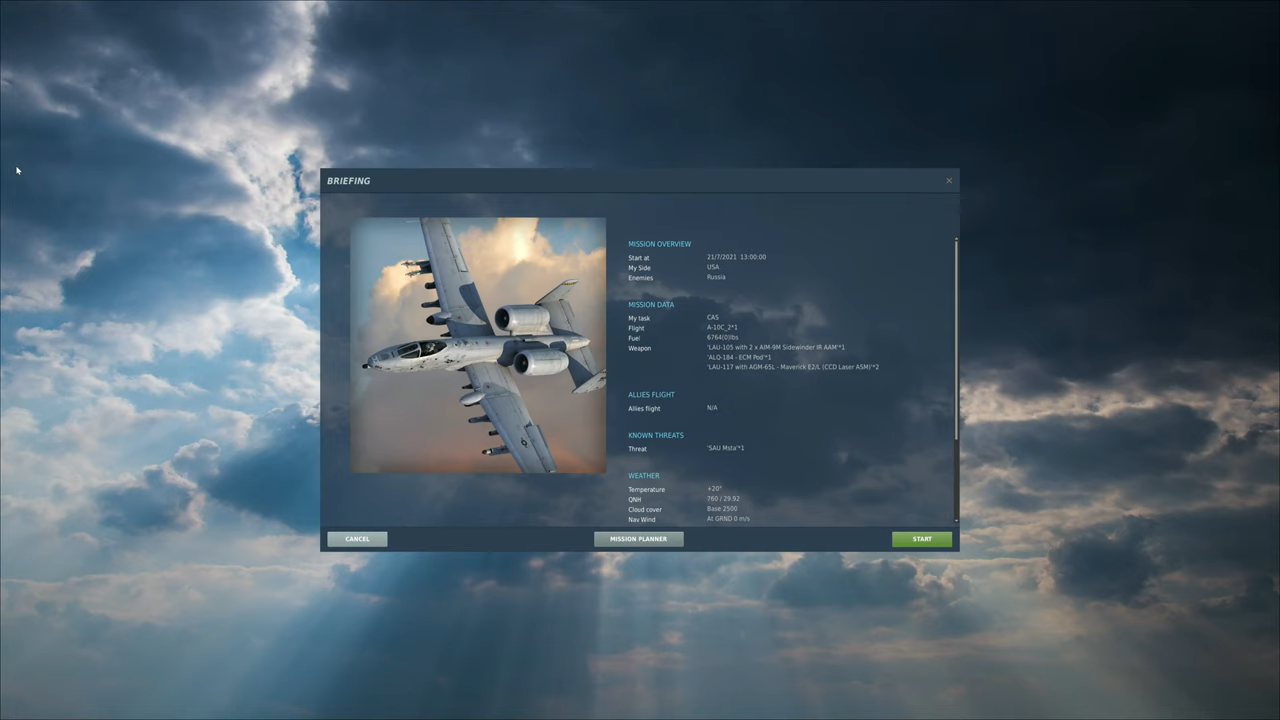 BRIEFING
MISSION OVERVIEW
Start at 21/7/2021 13:00:00
My Side USA
Enemies Russia
MISSION DATA
My task CAS
Flight A-10C_2*1
Fuel 6764(0)lbs
Weapon 'LAU-105 with 2 x AIM-9M Sidewinder IR AAM'*1
'ALQ-184 - ECM Pod'*1
'LAU-117 with AGM-65L - Maverick E2/L (CCD Laser ASM)'*2
ALLIES FLIGHT
Allies flight N/A
KNOWN THREATS
Threat 'SAU Msta'*1
WEATHER
Temperature +20°
QNH 760 / 29.92
Cloud cover Base 2500
Nav Wind At GRND 0 m/s
CANCEL MISSION PLANNER START